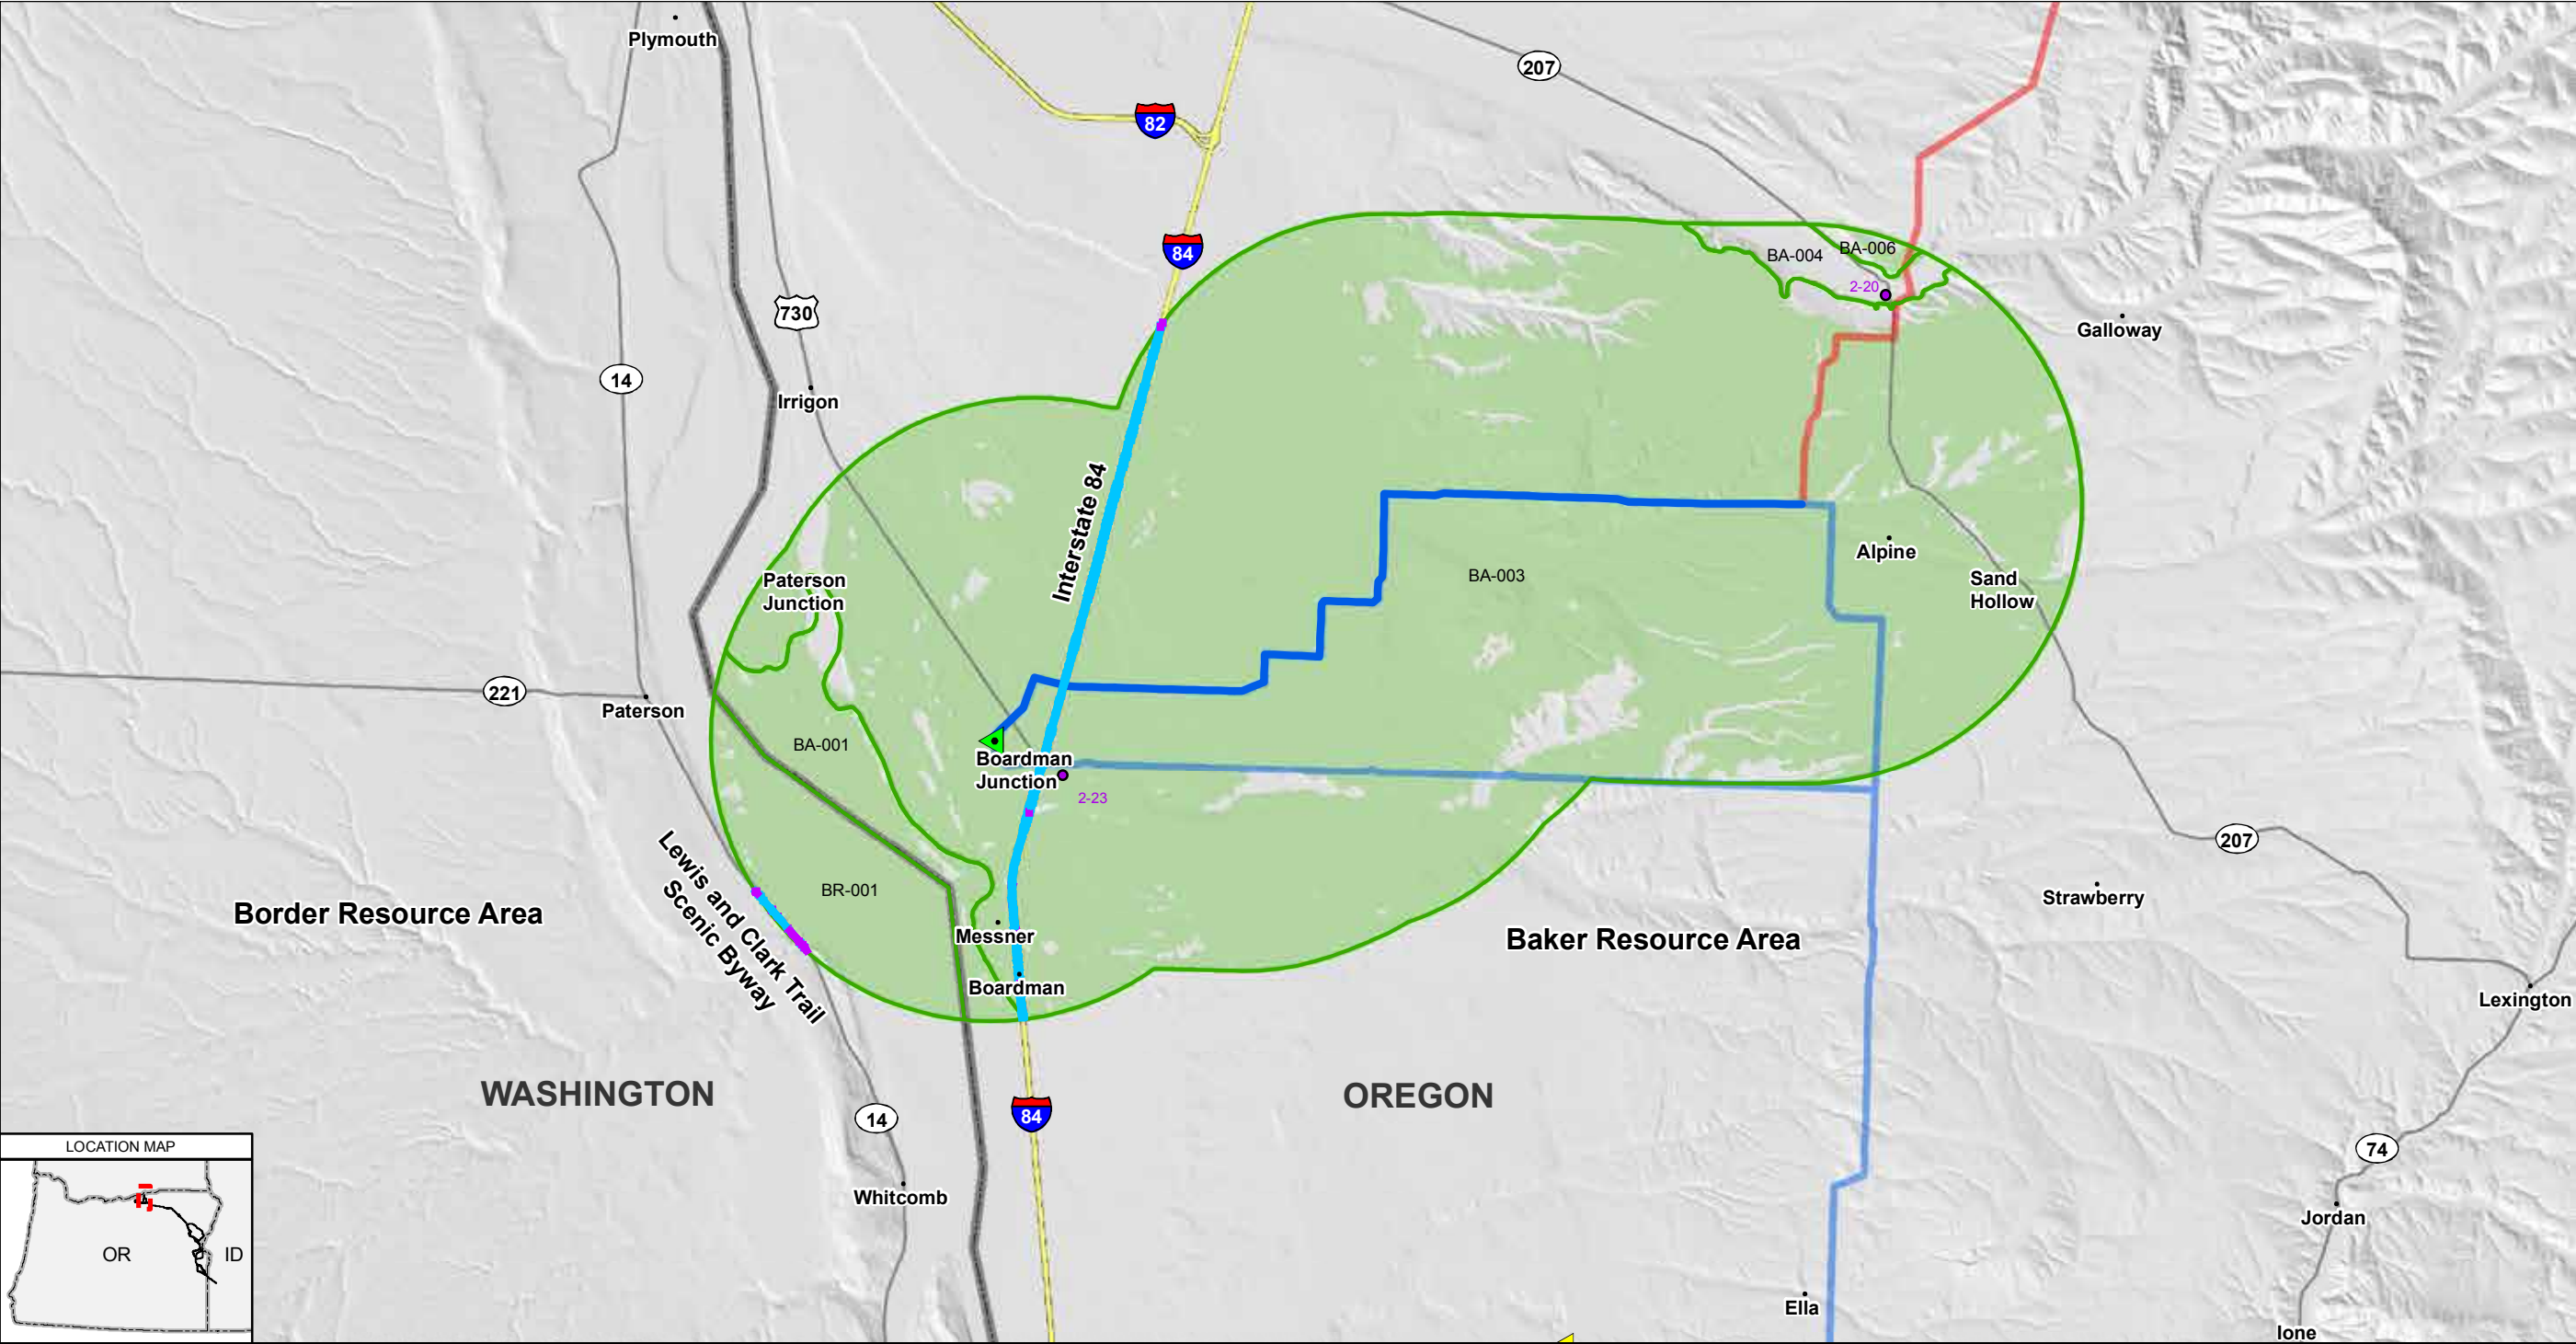 Plymouth
207
82
84
BA-004
BA-006
2-20
730
Galloway
14
Irrigon
Interstate 84
Alpine
BA-003
Paterson
Junction
Sand
Hollow
221
Paterson
BA-001
Boardman
Junction
2-23
207
Lewis and Clark Trail
Scenic Byway
BR-001
Strawberry
Border Resource Area
Messner
Baker Resource Area
Boardman
Lexington
WASHINGTON
OREGON
84
14
LOCATION MAP
74
Whitcomb
Jordan
OR
ID
Ella
Ione